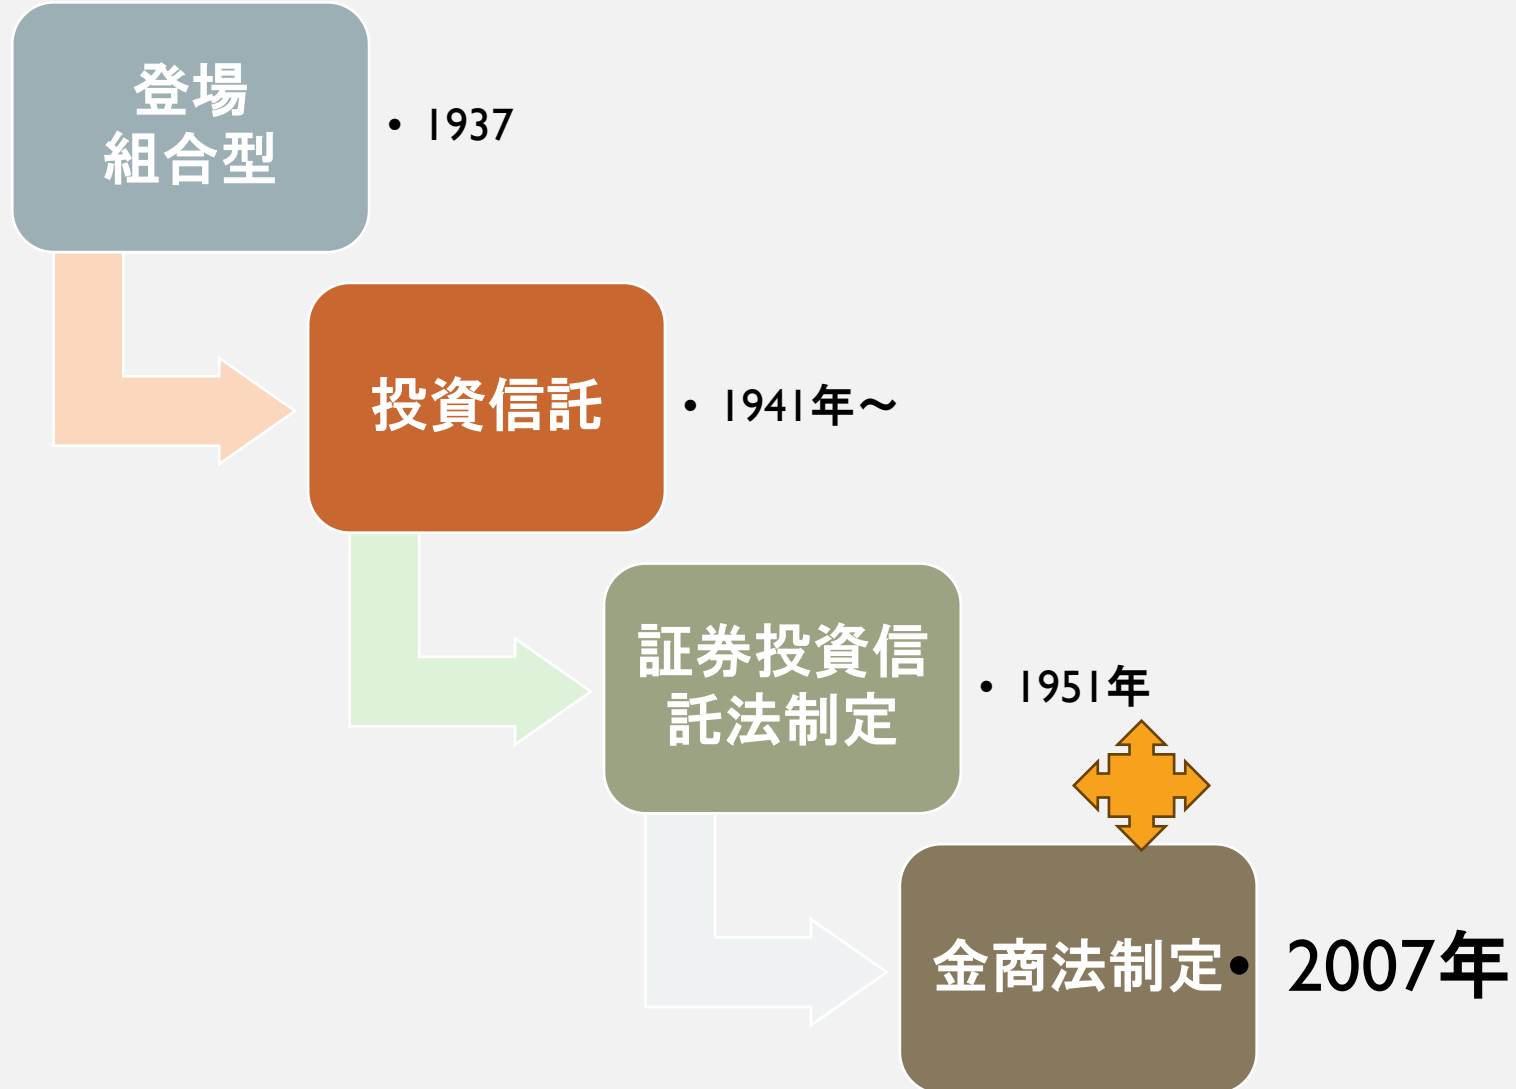 登場
組合型
• 1937
投資信託
• 1941年～
証券投資信
託法制定
• 1951年
金商法制定
• 2007年